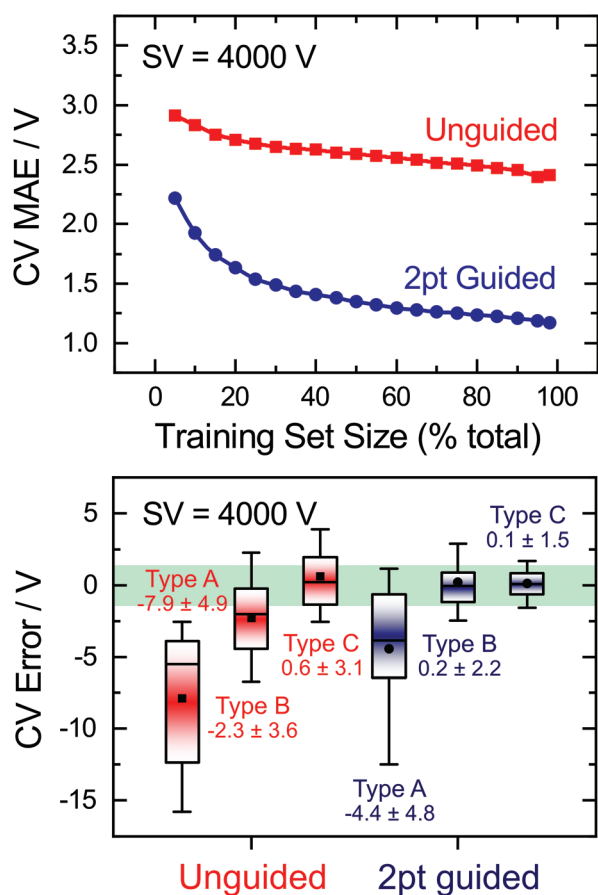 SV = 4000 V
Unguided
2pt Guided
CV MAE / V
3.5
3.0
2.5
2.0
1.5
1.0
0 20 40 60 80 100
Training Set Size (% total)
SV = 4000 V
CV Error / V
5
0
-5
-10
-15
Type A
-7.9 ± 4.9
Type B
-2.3 ± 3.6
Type C
0.6 ± 3.1
Type A
-4.4 ± 4.8
Type B
0.2 ± 2.2
Type C
0.1 ± 1.5
Unguided 2pt guided